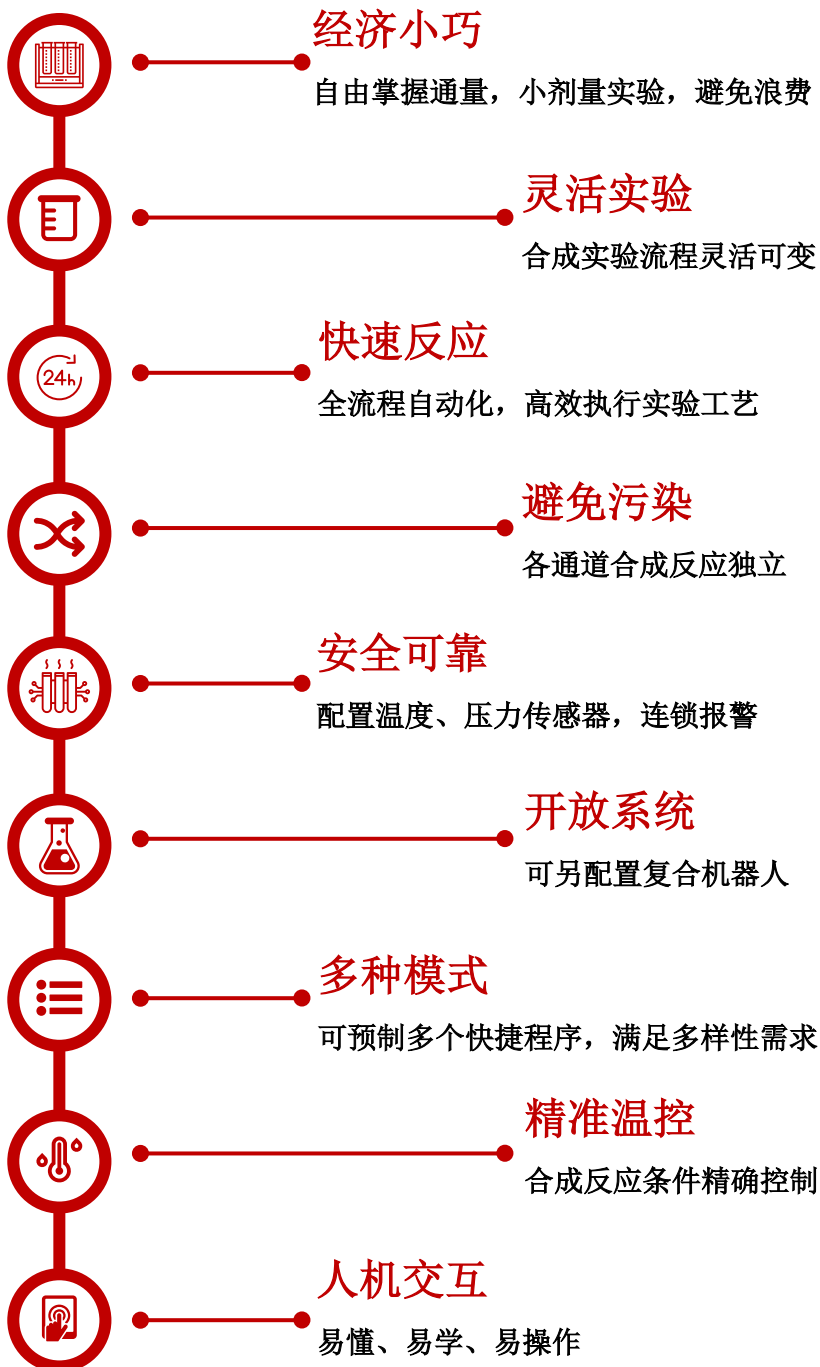 经济小巧
自由掌握通量，小剂量实验，避免浪费
灵活实验
合成实验流程灵活可变
24h
快速反应
全流程自动化，高效执行实验工艺
避免污染
各通道合成反应独立
安全可靠
配置温度、压力传感器，连锁报警
开放系统
可另配置复合机器人
多种模式
可预制多个快捷程序，满足多样性需求
精准温控
合成反应条件精确控制
人机交互
易懂、易学、易操作